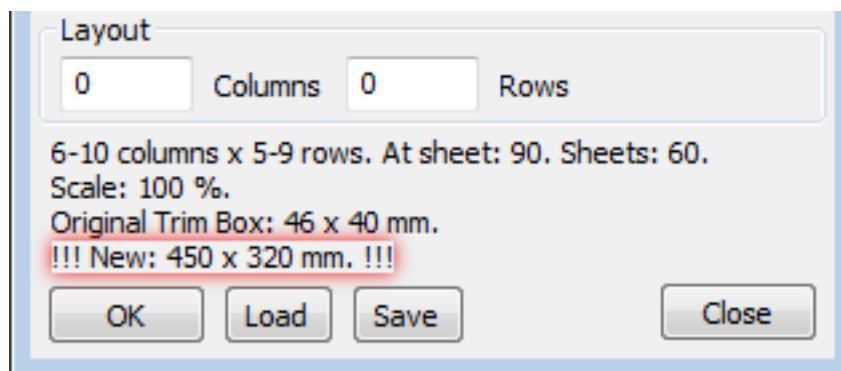 Layout
0 Columns 0 Rows
6-10 columns x 5-9 rows. At sheet: 90. Sheets: 60.
Scale: 100 %.
Original Trim Box: 46 x 40 mm.
!!! New: 450 x 320 mm. !!!
OK Load Save Close